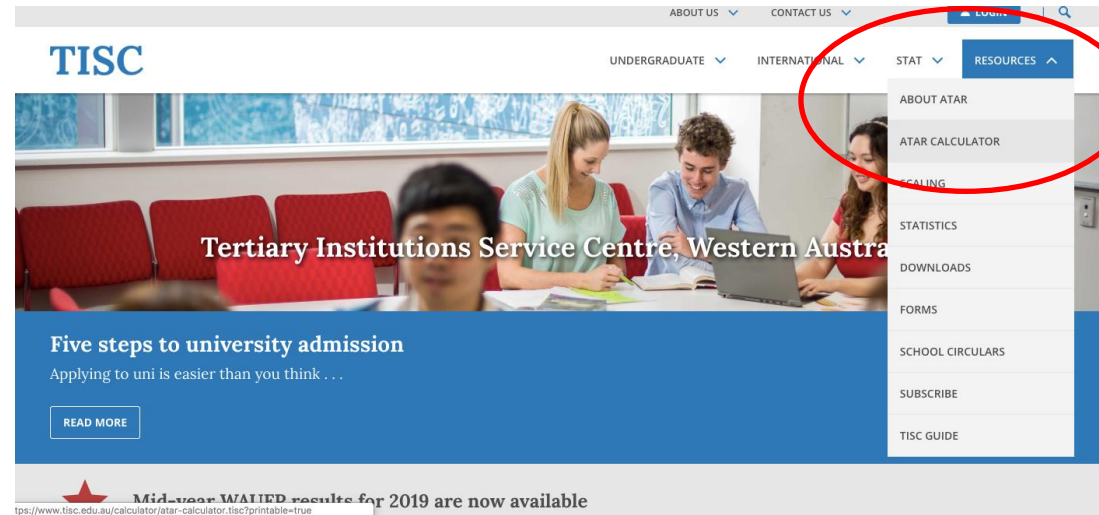 ABOUT US CONTACT US LOGIN
TISC
UNDERGRADUATE INTERNATIONAL STAT RESOURCES
ABOUT ATAR
ATAR CALCULATOR
SCALING
STATISTICS
DOWNLOADS
FORMS
SCHOOL CIRCULARS
SUBSCRIBE
TISC GUIDE
Tertiary Institutions Service Centre, Western Austra
Five steps to university admission
Applying to uni is easier than you think . . .
READ MORE
Mid-year WAUFP results for 2019 are now available
tps://www.tisc.edu.au/calculator/atar-calculator.tisc?printable=true